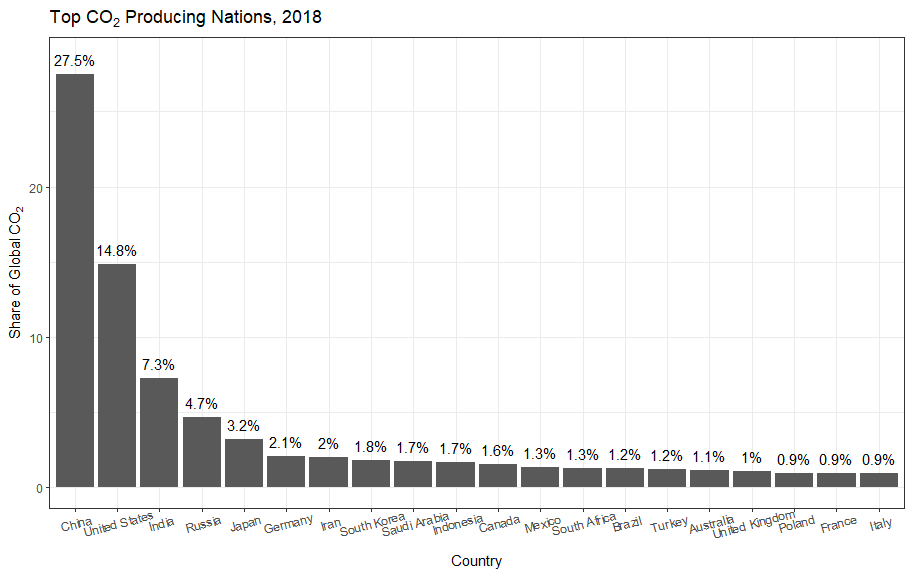 Top CO₂ Producing Nations, 2018
Share of Global CO₂
20
10
0
27.5%
14.8%
7.3%
4.7%
3.2%
2.1%
2%
1.8%
1.7%
1.7%
1.6%
1.3%
1.3%
1.2%
1.2%
1.1%
1%
0.9%
0.9%
0.9%
China
United States
India
Russia
Japan
Germany
Iran
South Korea
Saudi Arabia
Indonesia
Canada
Mexico
South Africa
Brazil
Turkey
Australia
United Kingdom
Poland
France
Italy
Country